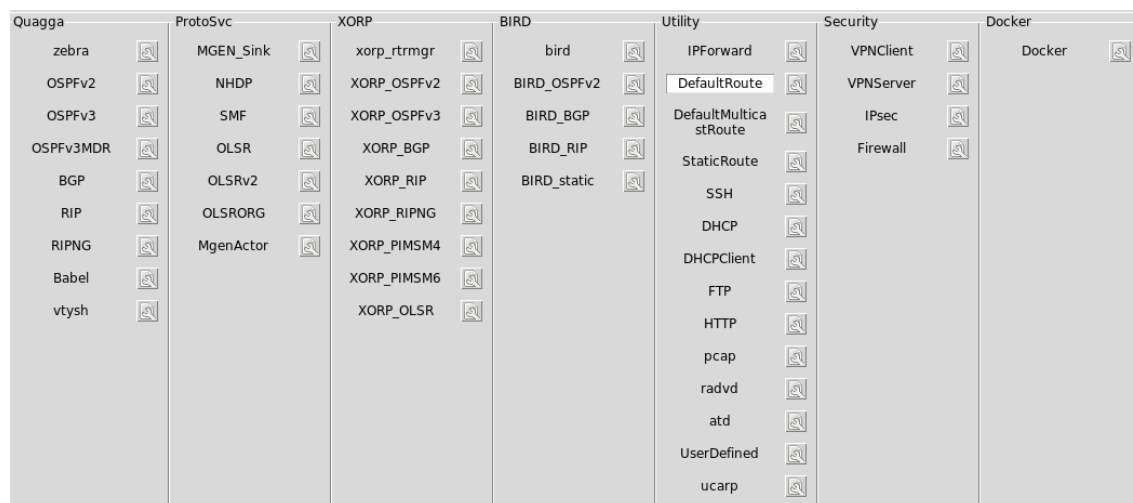 Quagga
zebra
OSPFv2
OSPFv3
OSPFv3MDR
BGP
RIP
RIPNG
Babel
vtysh
ProtoSvc
MGEN_Sink
NHDP
SMF
OLSR
OLSRv2
OLSRORG
MgenActor
XORP
xorp_rtrmgr
XORP_OSPFv2
XORP_OSPFv3
XORP_BGP
XORP_RIP
XORP_RIPNG
XORP_PIMSM4
XORP_PIMSM6
XORP_OLSR
BIRD
bird
BIRD_OSPFv2
BIRD_BGP
BIRD_RIP
BIRD_static
Utility
IPForward
DefaultRoute
DefaultMultica
stRoute
StaticRoute
SSH
DHCP
DHCPClient
FTP
HTTP
pcap
radvd
atd
UserDefined
ucarp
Security
VPNClient
VPNServer
IPsec
Firewall
Docker
Docker